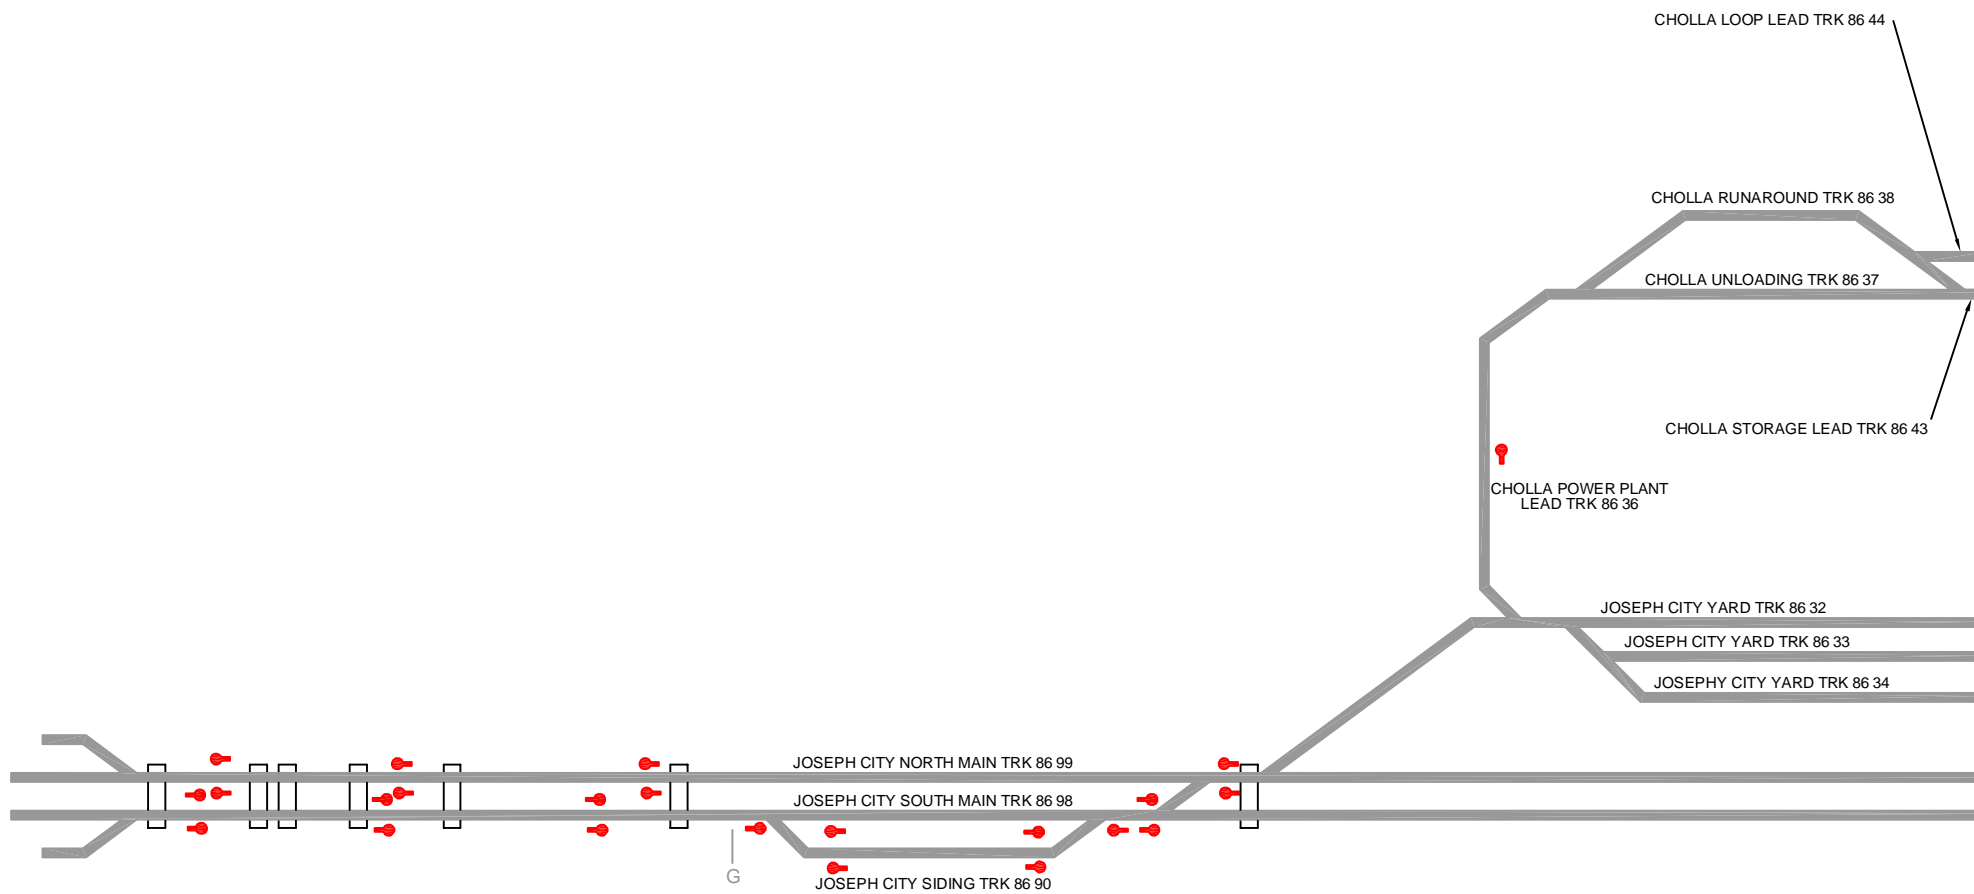 CHOLLA LOOP LEAD TRK 86 44
CHOLLA RUNAROUND TRK 86 38
CHOLLA UNLOADING TRK 86 37
CHOLLA STORAGE LEAD TRK 86 43
CHOLLA POWER PLANT
LEAD TRK 86 36
JOSEPH CITY YARD TRK 86 32
JOSEPH CITY YARD TRK 86 33
JOSEPHY CITY YARD TRK 86 34
JOSEPH CITY NORTH MAIN TRK 86 99
JOSEPH CITY SOUTH MAIN TRK 86 98
G
JOSEPH CITY SIDING TRK 86 90